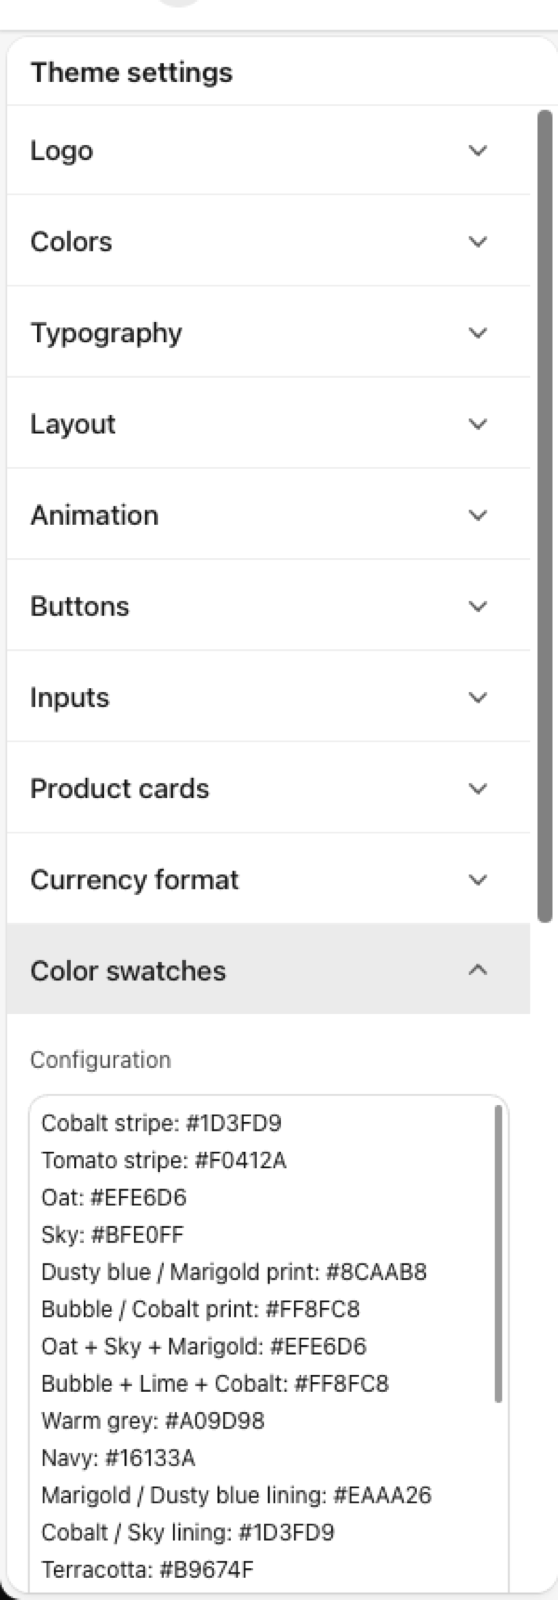 Theme settings
Logo
Colors
Typography
Layout
Animation
Buttons
Inputs
Product cards
Currency format
Color swatches
Configuration
Cobalt stripe: #1D3FD9
Tomato stripe: #F0412A
Oat: #EFE6D6
Sky: #BFE0FF
Dusty blue / Marigold print: #8CAAB8
Bubble / Cobalt print: #FF8FC8
Oat + Sky + Marigold: #EFE6D6
Bubble + Lime + Cobalt: #FF8FC8
Warm grey: #A09D98
Navy: #16133A
Marigold / Dusty blue lining: #EAAA26
Cobalt / Sky lining: #1D3FD9
Terracotta: #B9674F